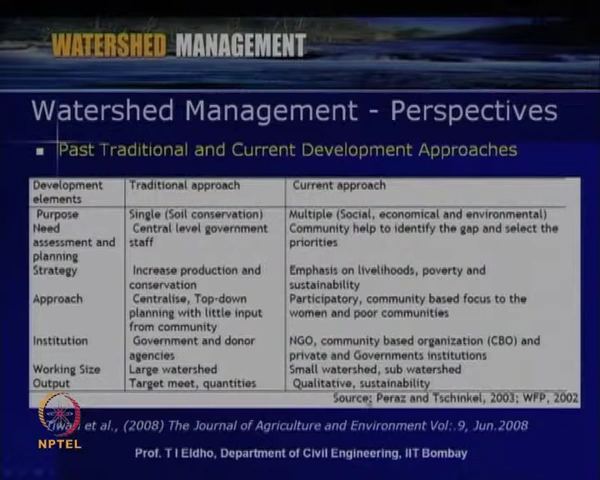 WATERSHED MANAGEMENT
Watershed Management - Perspectives
Past Traditional and Current Development Approaches
Development elements Traditional approach Current approach
Purpose Single (Soil conservation) Multiple (Social, economical and environmental)
Need assessment and planning Central level government staff Community help to identify the gap and select the priorities
Strategy Increase production and conservation Emphasis on livelihoods, poverty and sustainability
Approach Centralise, Top-down planning with little input from community Participatory, community based focus to the women and poor communities
Institution Government and donor agencies NGO, community based organization (CBO) and private and Governments institutions
Working Size Large watershed Small watershed, sub watershed
Output Target meet, quantities Qualitative, sustainability
Source: Peraz and Tschinkel, 2003; WFP, 2002
et al., (2008) The Journal of Agriculture and Environment Vol:.9, Jun.2008
NPTEL
Prof. T I Eldho, Department of Civil Engineering, IIT Bombay